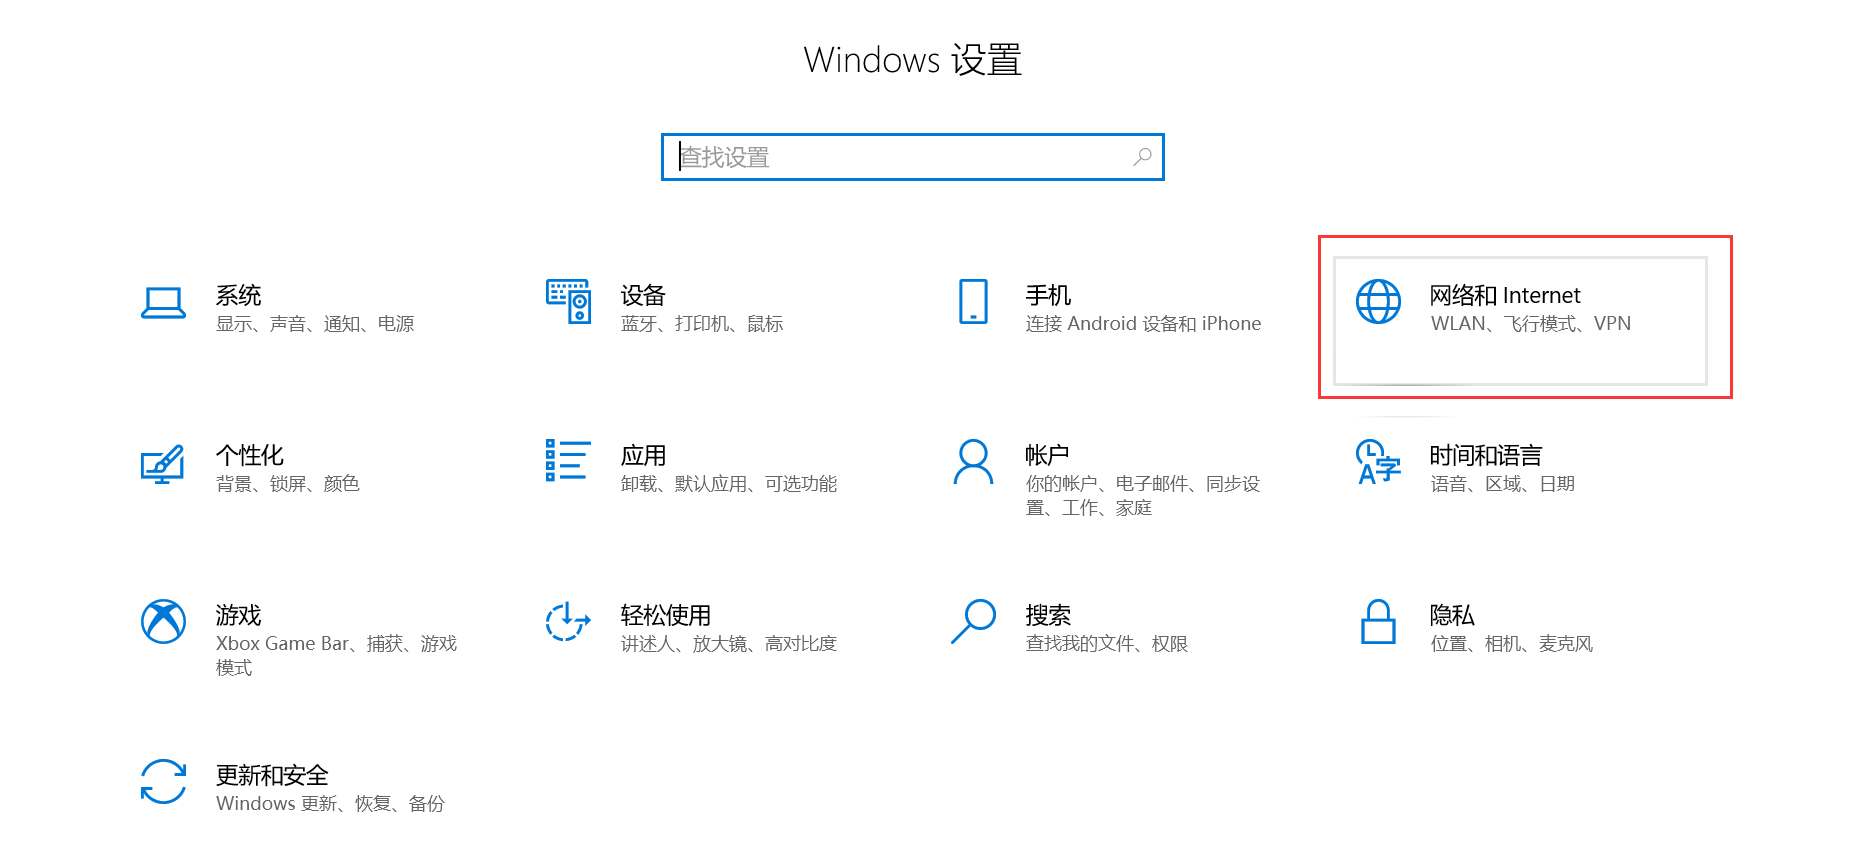 Windows 设置
查找设置
系统
显示、声音、通知、电源
设备
蓝牙、打印机、鼠标
手机
连接 Android 设备和 iPhone
网络和 Internet
WLAN、飞行模式、VPN
个性化
背景、锁屏、颜色
应用
卸载、默认应用、可选功能
帐户
你的帐户、电子邮件、同步设
置、工作、家庭
时间和语言
语音、区域、日期
游戏
Xbox Game Bar、捕获、游戏
模式
轻松使用
讲述人、放大镜、高对比度
搜索
查找我的文件、权限
隐私
位置、相机、麦克风
更新和安全
Windows 更新、恢复、备份